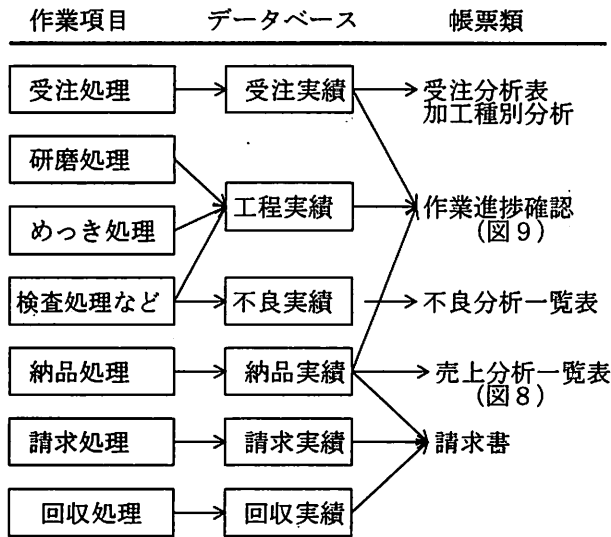 作業項目 データベース 帳票類
受注処理 受注実績 受注分析表
加工種別分析
研磨処理
工程実績 作業進捗確認
(図9)
めっき処理
検査処理など 不良実績 不良分析一覧表
納品処理 納品実績 売上分析一覧表
(図8)
請求処理 請求実績 請求書
回収処理 回収実績